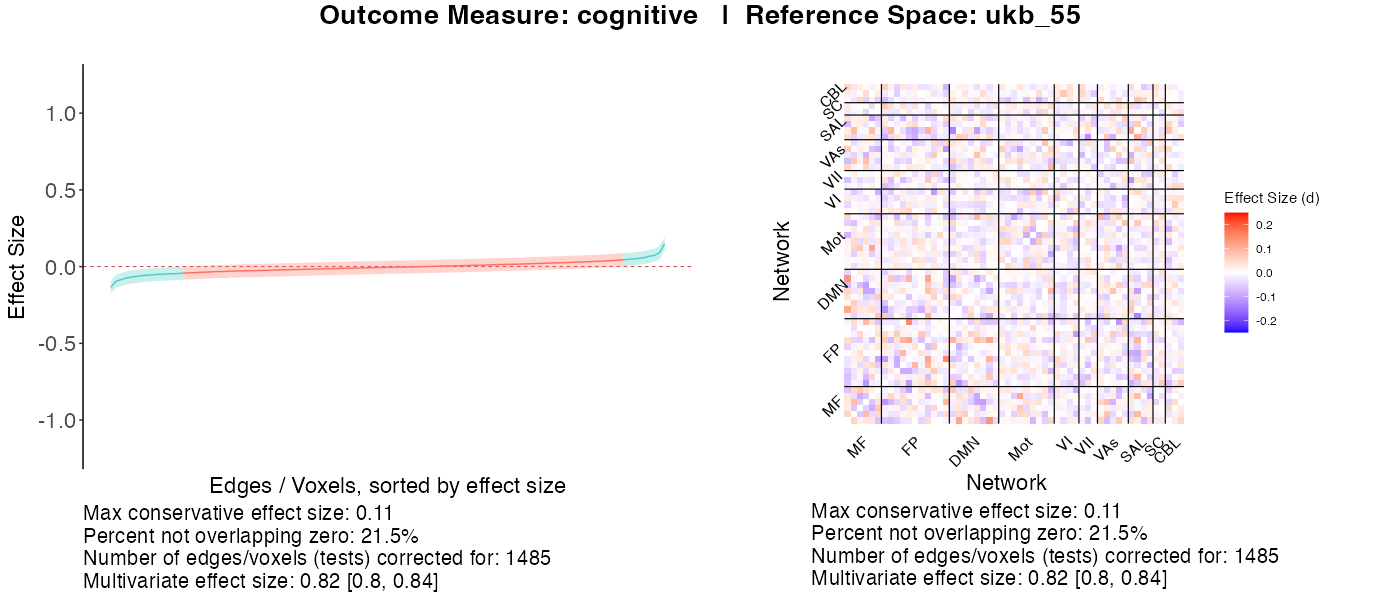 Outcome Measure: cognitive | Reference Space: ukb_55
Effect Size
1.0
0.5
0.0
-0.5
-1.0
Edges / Voxels, sorted by effect size
Max conservative effect size: 0.11
Percent not overlapping zero: 21.5%
Number of edges/voxels (tests) corrected for: 1485
Multivariate effect size: 0.82 [0.8, 0.84]
Network
CBL
SC
SAL
VAs
VII
VI
Mot
DMN
FP
MF
MF
FP
DMN
Mot
VI
VII
VAs
SAL
SC
CBL
Network
Effect Size (d)
0.2
0.1
0.0
-0.1
-0.2
Max conservative effect size: 0.11
Percent not overlapping zero: 21.5%
Number of edges/voxels (tests) corrected for: 1485
Multivariate effect size: 0.82 [0.8, 0.84]